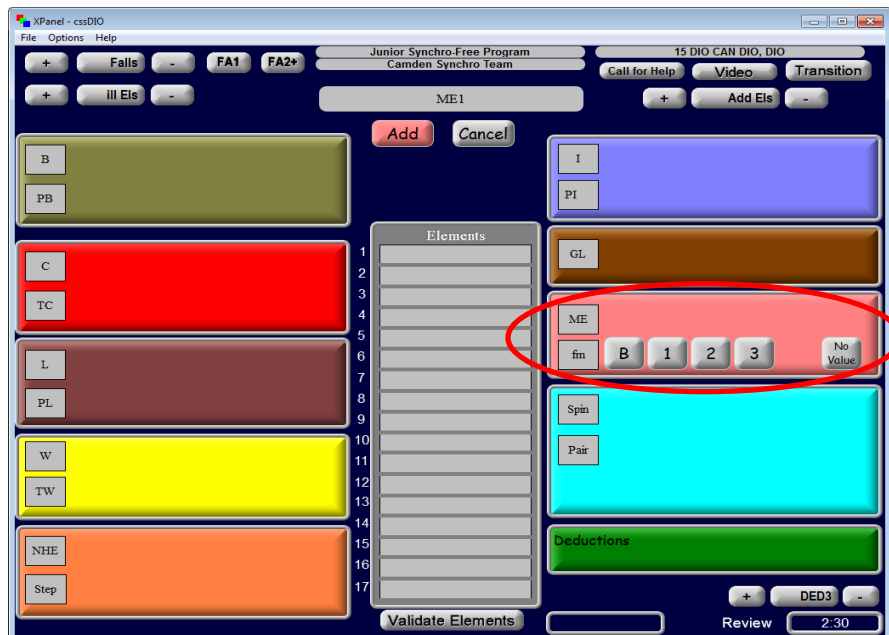 XPanel - cssDIO
File Options Help
+ Falls - FA1 FA2+
Junior Synchro-Free Program
Camden Synchro Team
15 DIO CAN DIO, DIO
Call for Help Video Transition
+ ill Els -
ME1
+ Add Els -
Add Cancel
B
PB
C
TC
L
PL
W
TW
NHE
Step
Elements
1
2
3
4
5
6
7
8
9
10
11
12
13
14
15
16
17
Validate Elements
I
PI
GL
ME
fm B 1 2 3 No Value
Spin
Pair
Deductions
+ DED3 -
Review 2:30